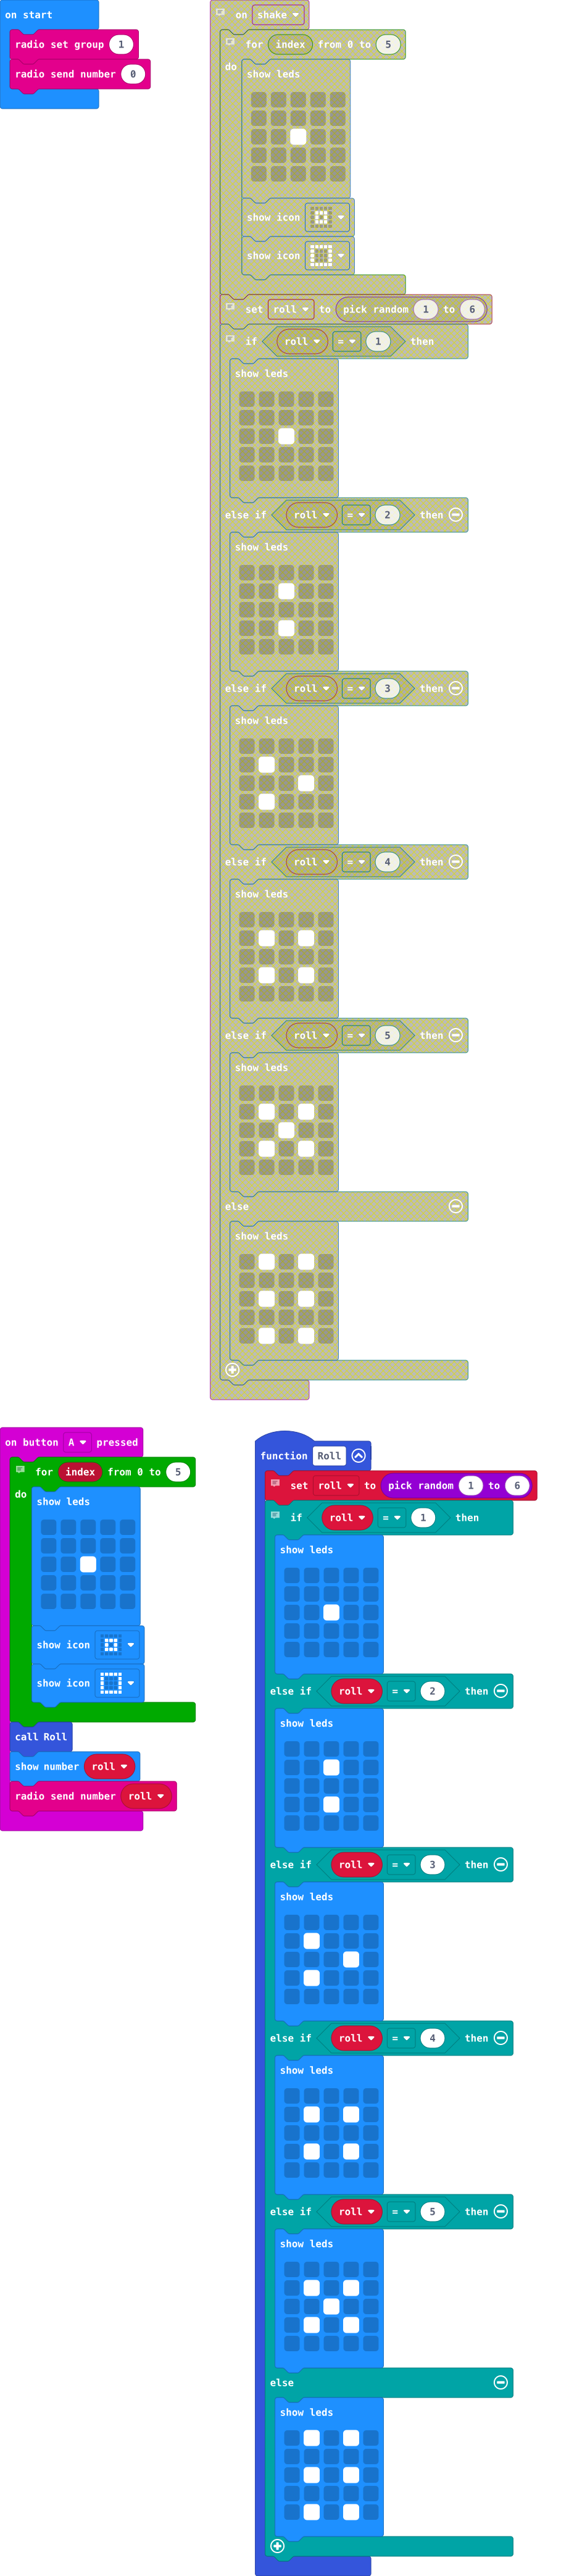 on start
radio set group 1
radio send number 0
on shake
for index from 0 to 5
do
show leds
show icon
show icon
set roll to pick random 1 to 6
if roll = 1 then
show leds
else if roll = 2 then
show leds
else if roll = 3 then
show leds
else if roll = 4 then
show leds
else if roll = 5 then
show leds
else
show leds
on button A pressed
for index from 0 to 5
do
show leds
show icon
show icon
call Roll
show number roll
radio send number roll
function Roll
set roll to pick random 1 to 6
if roll = 1 then
show leds
else if roll = 2 then
show leds
else if roll = 3 then
show leds
else if roll = 4 then
show leds
else if roll = 5 then
show leds
else
show leds